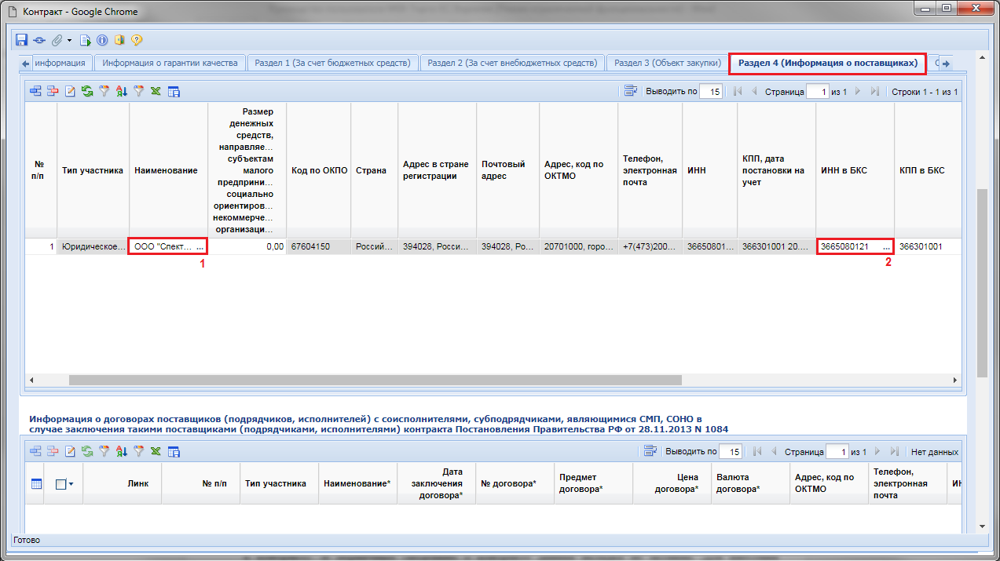 Контракт - Google Chrome
информация
Информация о гарантии качества
Раздел 1 (За счет бюджетных средств)
Раздел 2 (За счет внебюджетных средств)
Раздел 3 (Объект закупки)
Раздел 4 (Информация о поставщиках)
Выводить по 15
Страница 1 из 1
Строки 1 - 1 из 1
№ п/п
Тип участника
Наименование
Размер
денежных
средств,
направляе...
субъектам
малого
предприни...
социально
ориентиров...
некоммерче...
организаци...
Код по ОКПО
Страна
Адрес в стране
регистрации
Почтовый
адрес
Адрес, код по
ОКТМО
Телефон,
электронная
почта
ИНН
КПП, дата
постановки на
учет
ИНН в БКС
КПП в БКС
1 Юридическое... ООО "Спект... ... 0,00 67604150 Россий... 394028, Росси... 394028, Ро... 20701000, горо... +7(473)200... 36650801... 366301001 20.... 3665080121 ... 366301001
1
2
Информация о договорах поставщиков (подрядчиков, исполнителей) с соисполнителями, субподрядчиками, являющимися СМП, СОНО в
случае заключения такими поставщиками (подрядчиками, исполнителями) контракта Постановления Правительства РФ от 28.11.2013 N 1084
Выводить по 15
Страница 1 из 1
Нет данных
Линк
№ п/п
Тип участника
Наименование*
Дата
заключения
договора*
№ договора*
Предмет
договора*
Цена
договора*
Валюта
договора*
Адрес, код по
ОКТМО
Телефон,
электронная
почта
Готово